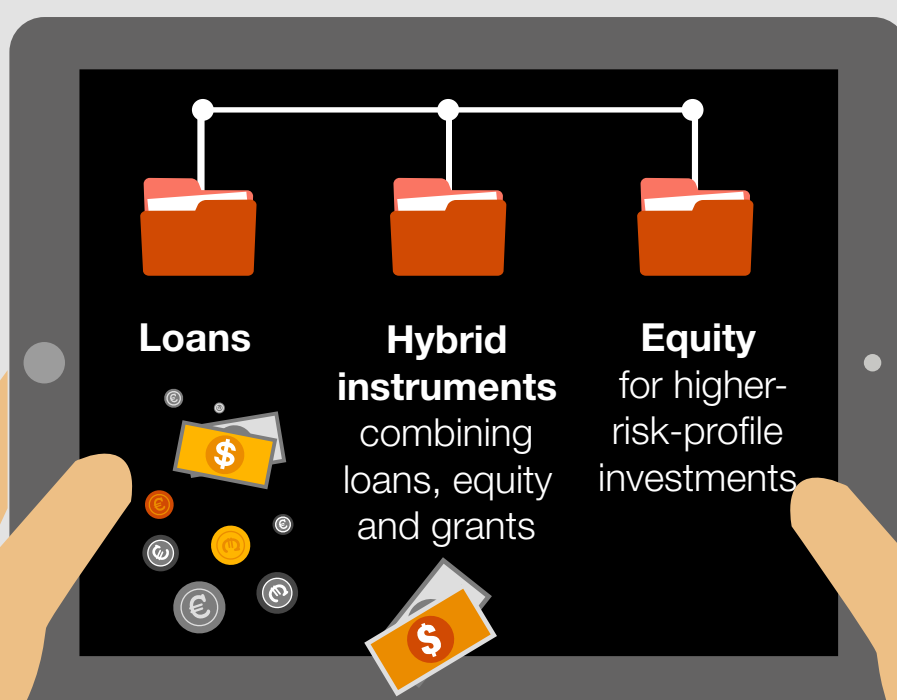 Loans
Hybrid
instruments
combining
loans, equity
and grants
Equity
for higher-
risk-profile
investments